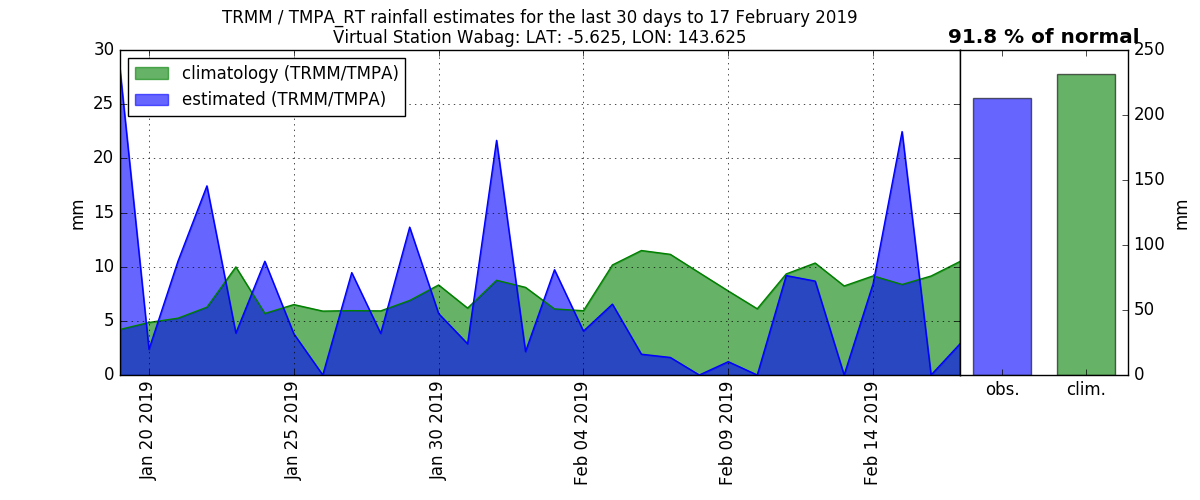 TRMM / TMPA_RT rainfall estimates for the last 30 days to 17 February 2019
Virtual Station Wabag: LAT: -5.625, LON: 143.625
91.8 % of normal
climatology (TRMM/TMPA)
estimated (TRMM/TMPA)
30
25
20
15
10
5
0
mm
250
200
150
100
50
0
mm
Jan 20 2019
Jan 25 2019
Jan 30 2019
Feb 04 2019
Feb 09 2019
Feb 14 2019
obs.
clim.